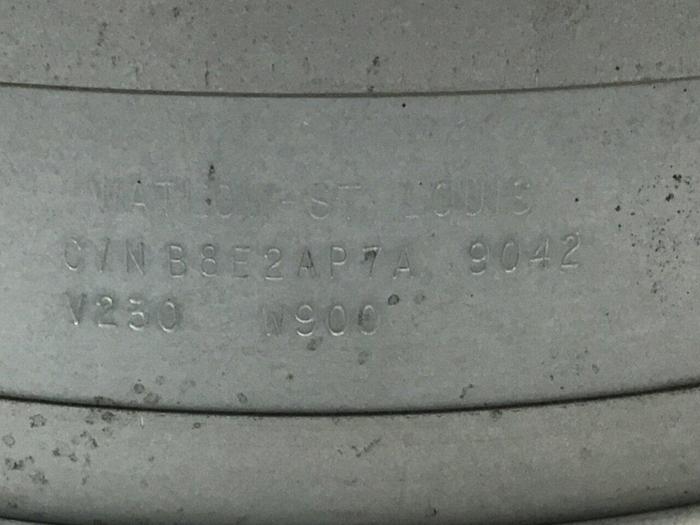 WATLOW-ST. LOUIS
C/N B8E2AP7A 9042
V230 W900